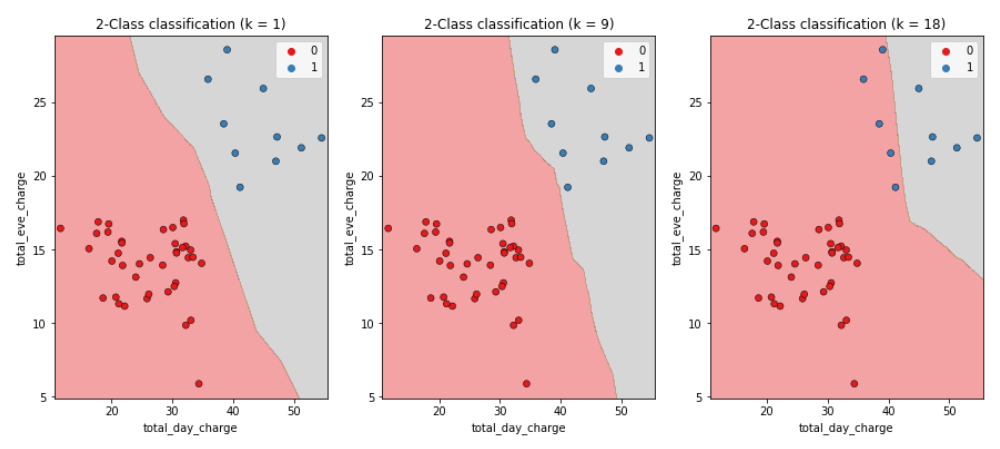 2-Class classification (k = 1)
0
1
25
20
15
10
5
total_eve_charge
20 30 40 50
total_day_charge
2-Class classification (k = 9)
0
1
25
20
15
10
5
total_eve_charge
20 30 40 50
total_day_charge
2-Class classification (k = 18)
0
1
25
20
15
10
5
total_eve_charge
20 30 40 50
total_day_charge